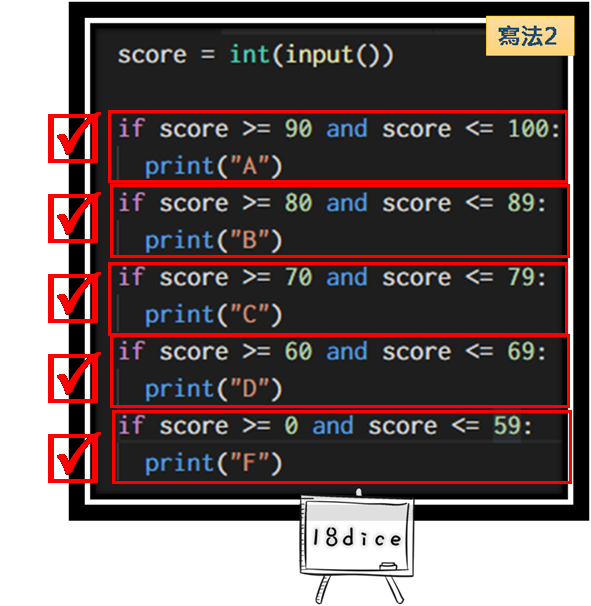 寫法2
score = int(input())
if score >= 90 and score <= 100:
print("A")
if score >= 80 and score <= 89:
print("B")
if score >= 70 and score <= 79:
print("C")
if score >= 60 and score <= 69:
print("D")
if score >= 0 and score <= 59:
print("F")
18dice